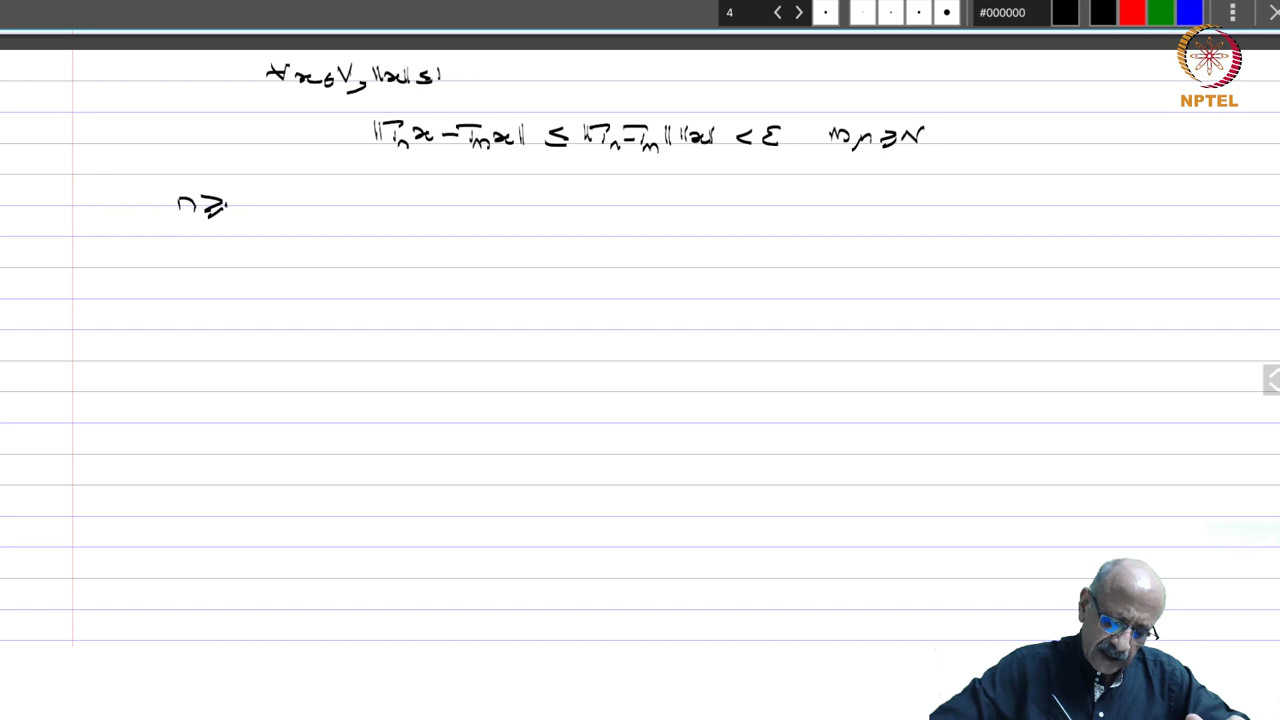 4 #000000
NPTEL
∀ x ∈ V, ||x|| ≤ 1
||Tₙx − Tₘx|| ≤ ||Tₙ − Tₘ|| ||x|| < ε m,n ≥ N
n ≥